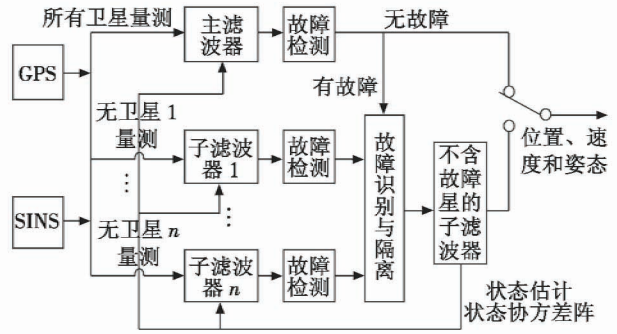 所有卫星量测
主滤
波器
故障
检测
无故障
GPS
有故障
无卫星 1
量测
子滤波
器 1
故障
检测
故障识别与隔离
不含
故障
星的
子滤
波器
位置、速
度和姿态
⋮
⋮
SINS
无卫星 n
量测
子滤波
器 n
故障
检测
状态估计
状态协方差阵